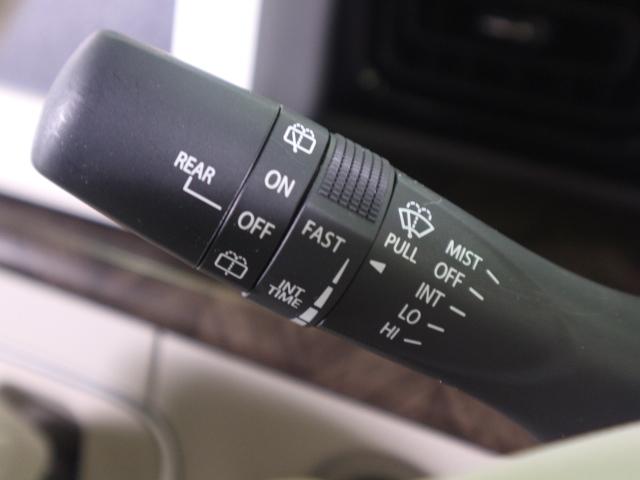 REAR
ON
OFF
FAST
INT
TIME
PULL
MIST
OFF
INT
LO
HI